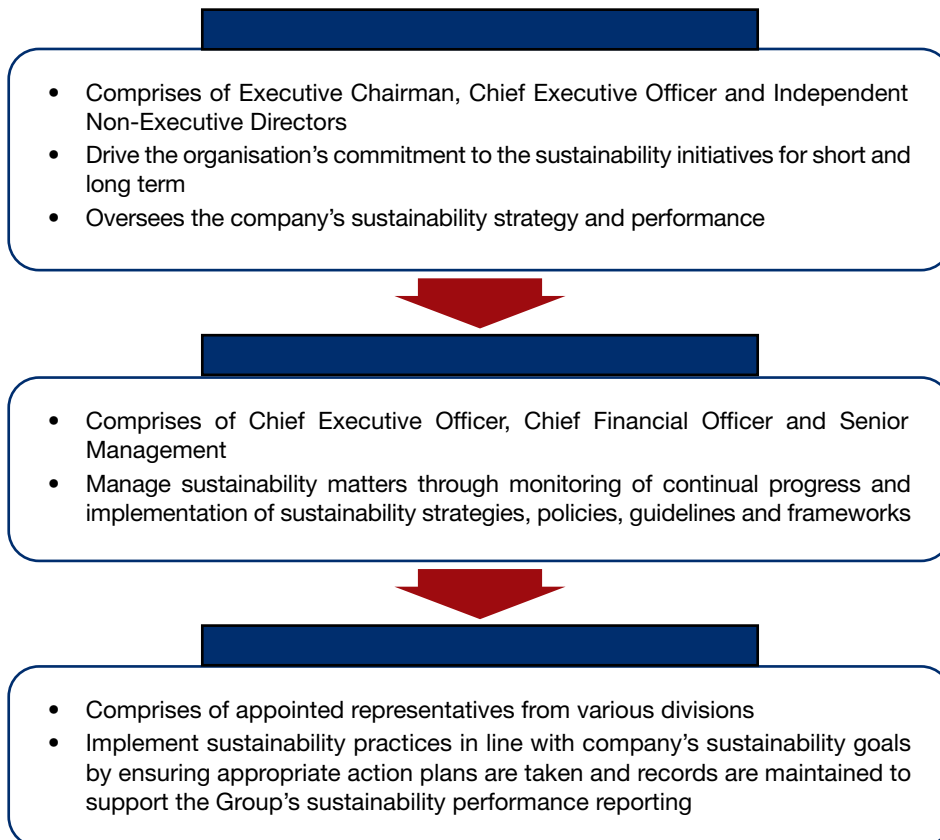 • Comprises of Executive Chairman, Chief Executive Officer and Independent
Non-Executive Directors
• Drive the organisation's commitment to the sustainability initiatives for short and
long term
• Oversees the company's sustainability strategy and performance
• Comprises of Chief Executive Officer, Chief Financial Officer and Senior
Management
• Manage sustainability matters through monitoring of continual progress and
implementation of sustainability strategies, policies, guidelines and frameworks
• Comprises of appointed representatives from various divisions
• Implement sustainability practices in line with company's sustainability goals
by ensuring appropriate action plans are taken and records are maintained to
support the Group's sustainability performance reporting